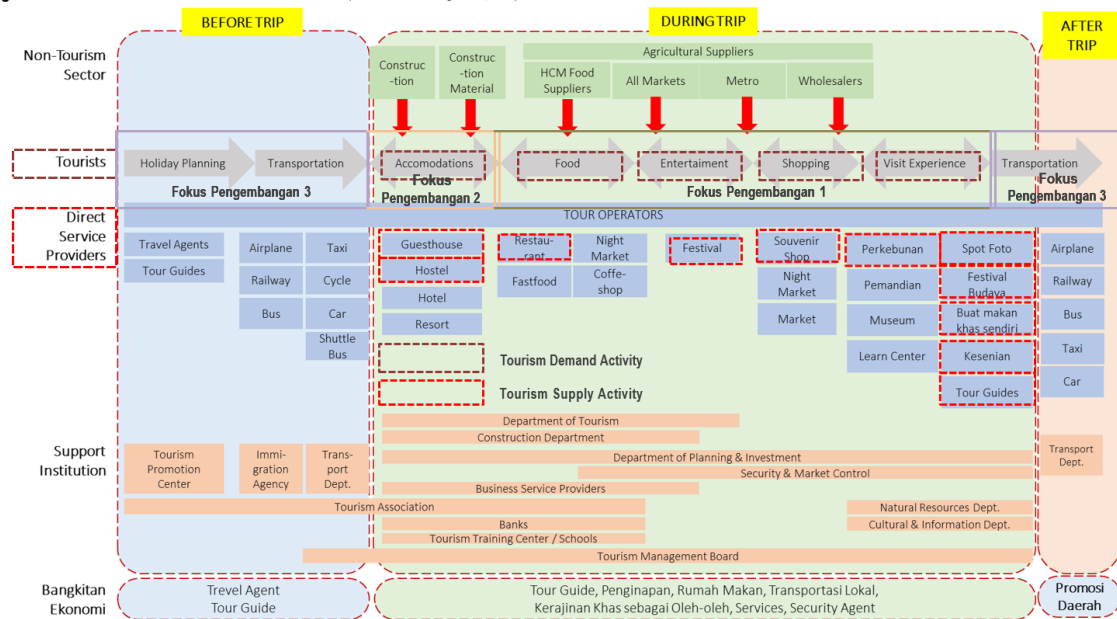 BEFORE TRIP
DURING TRIP
AFTER
TRIP
Non-Tourism
Sector
Construc
-tion
Construc
-tion
Material
Agricultural Suppliers
HCM Food
Suppliers
All Markets
Metro
Wholesalers
Tourists
Holiday Planning
Transportation
Accomodations
Food
Entertaiment
Shopping
Visit Experience
Transportation
Fokus Pengembangan 3
Fokus
Pengembangan 2
Fokus Pengembangan 1
Fokus
Pengembangan 3
Direct
Service
Providers
TOUR OPERATORS
Travel Agents
Tour Guides
Airplane
Railway
Bus
Taxi
Cycle
Car
Shuttle
Bus
Guesthouse
Hostel
Hotel
Resort
Restau-
rant
Fastfood
Night
Market
Coffe-
shop
Festival
Souvenir
Shop
Night
Market
Market
Perkebunan
Pemandian
Museum
Learn Center
Spot Foto
Festival
Budaya
Buat makan
khas sendiri
Kesenian
Tour Guides
Airplane
Railway
Bus
Taxi
Car
Tourism Demand Activity
Tourism Supply Activity
Support
Institution
Tourism
Promotion
Center
Immi-
gration
Agency
Trans-
port
Dept.
Department of Tourism
Construction Department
Department of Planning & Investment
Security & Market Control
Business Service Providers
Tourism Association
Natural Resources Dept.
Banks
Cultural & Information Dept.
Tourism Training Center / Schools
Tourism Management Board
Transport
Dept.
Bangkitan
Ekonomi
Trevel Agent
Tour Guide
Tour Guide, Penginapan, Rumah Makan, Transportasi Lokal,
Kerajinan Khas sebagai Oleh-oleh, Services, Security Agent
Promosi
Daerah